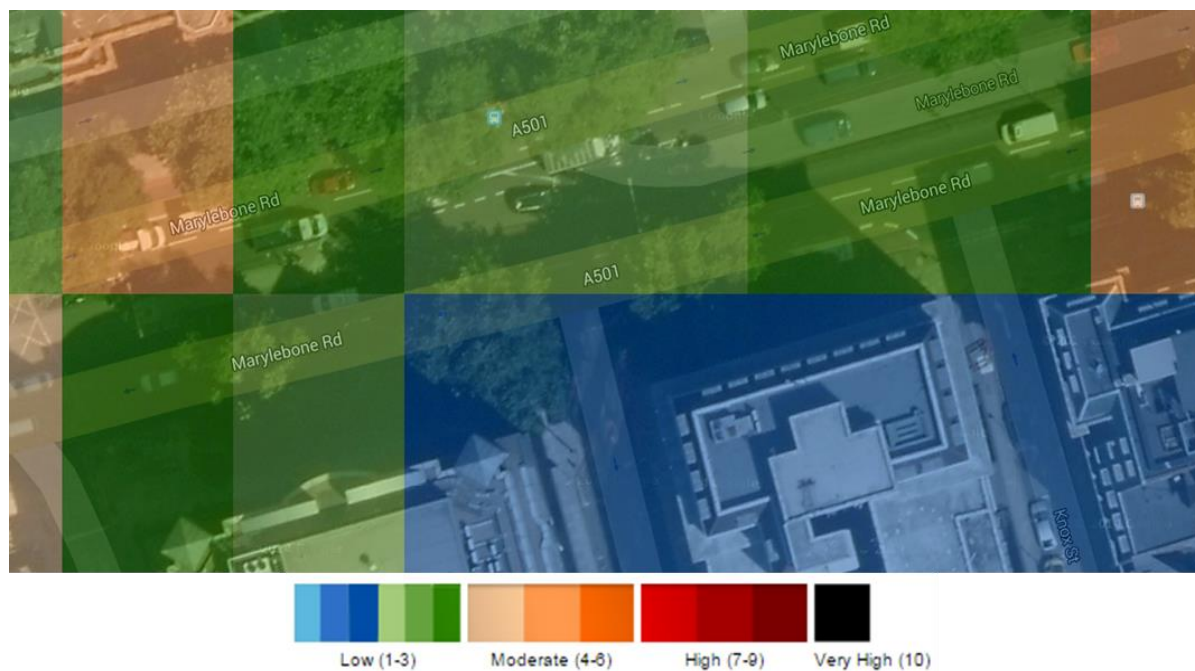 Marylebone Rd
Marylebone Rd
A501
Marylebone Rd
Marylebone Rd
A501
Marylebone Rd
Knox St
Low (1-3)
Moderate (4-6)
High (7-9)
Very High (10)